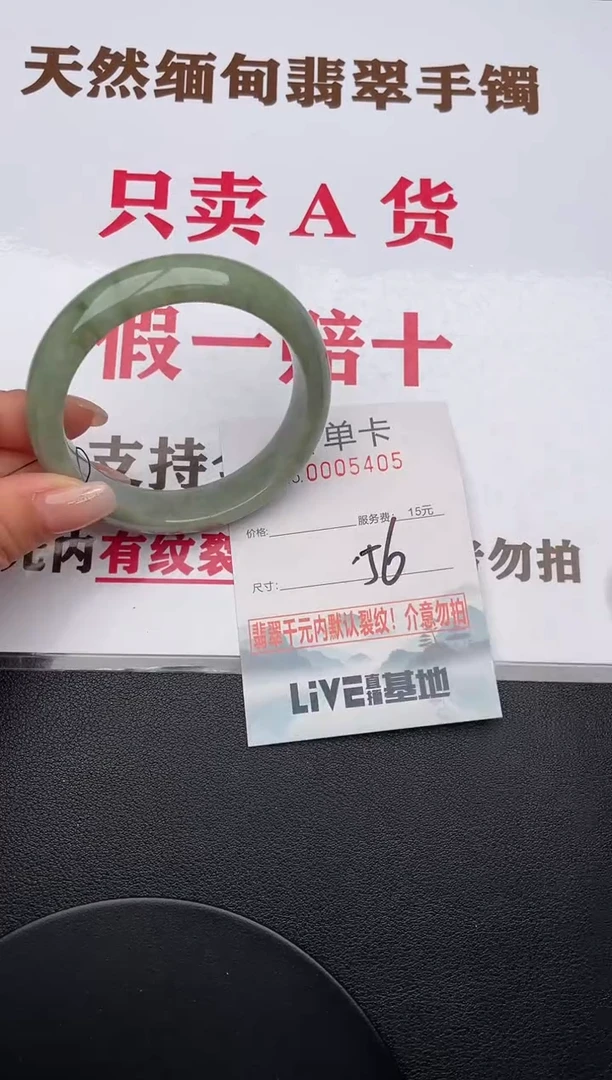 天然缅甸翡翠手镯
只卖 A 货
假一赔十
支持
单卡
0005405
服务费: 15元
价格:
56
尺寸:
内有纹裂
勿拍
翡翠千元内默认裂纹！介意勿拍
LiVE直播基地